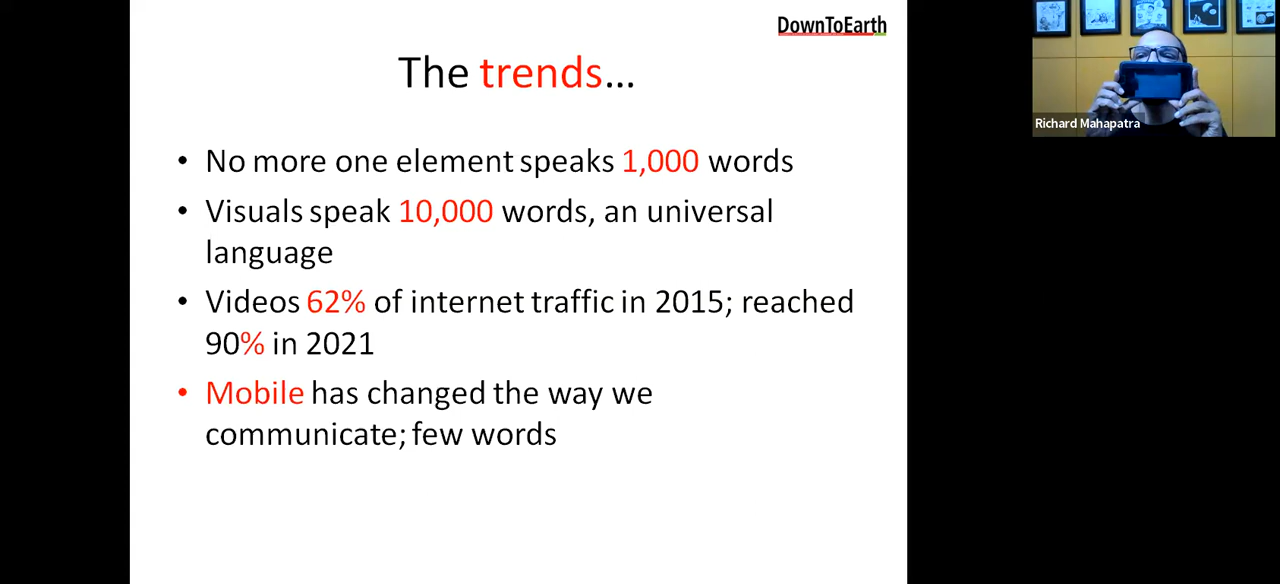 DownToEarth
The trends...
• No more one element speaks 1,000 words
• Visuals speak 10,000 words, an universal
language
• Videos 62% of internet traffic in 2015; reached
90% in 2021
• Mobile has changed the way we
communicate; few words
Richard Mahapatra